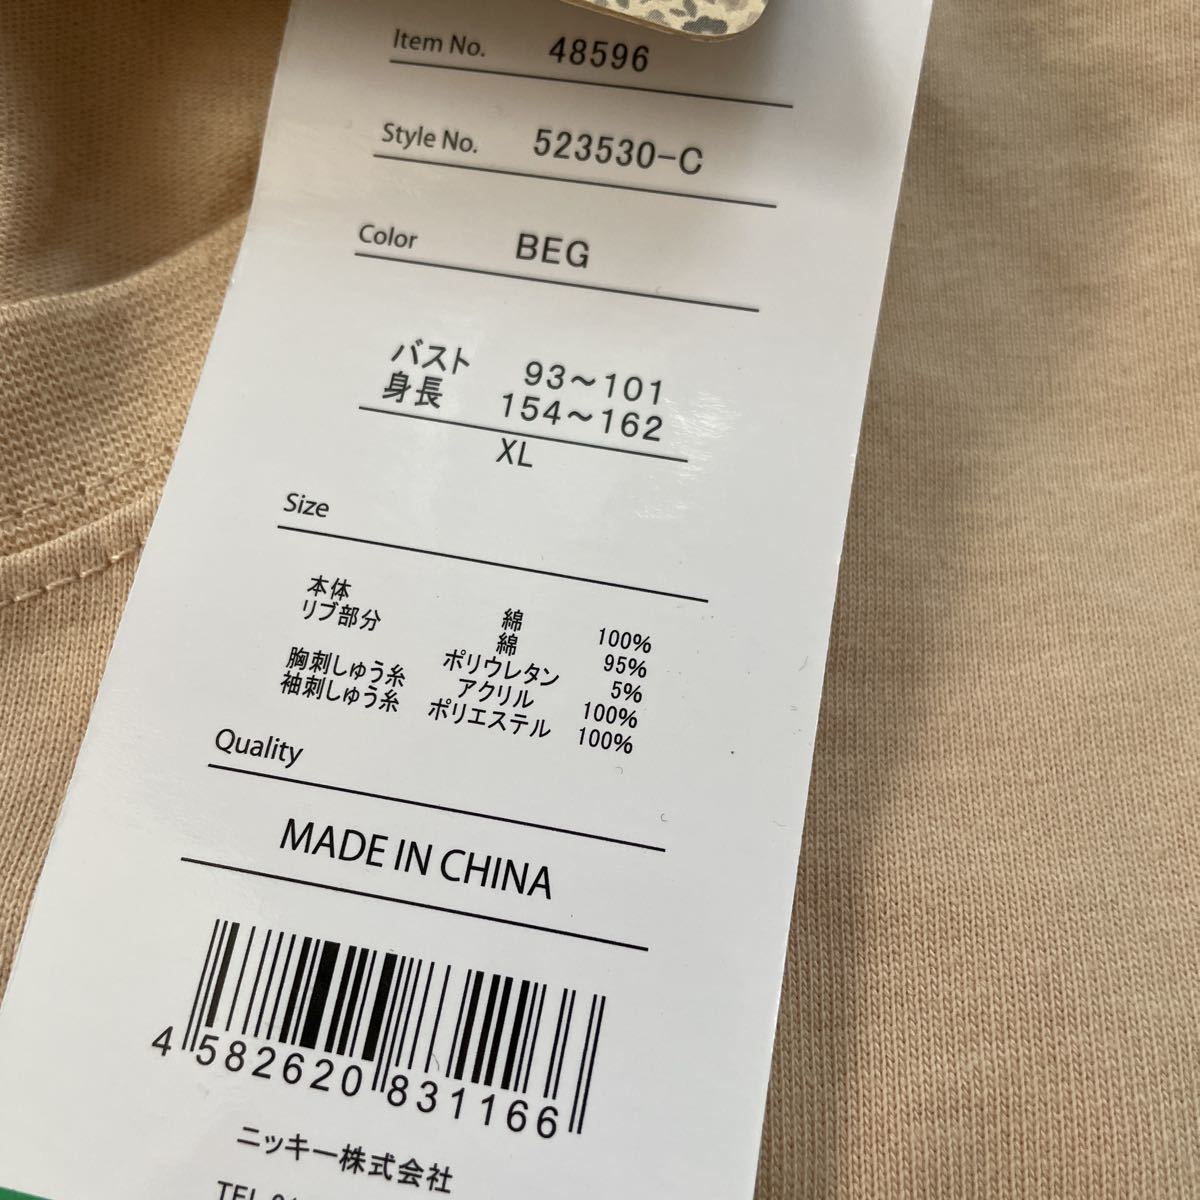 Item No. 48596
Style No. 523530-C
Color BEG
バスト 93～101
身長 154～162
XL
Size
本体 綿 100%
リブ部分 綿 95%
ポリウレタン 5%
胸刺しゅう糸 アクリル 100%
袖刺しゅう糸 ポリエステル 100%
Quality
MADE IN CHINA
4 582620 831166
ニッキー株式会社